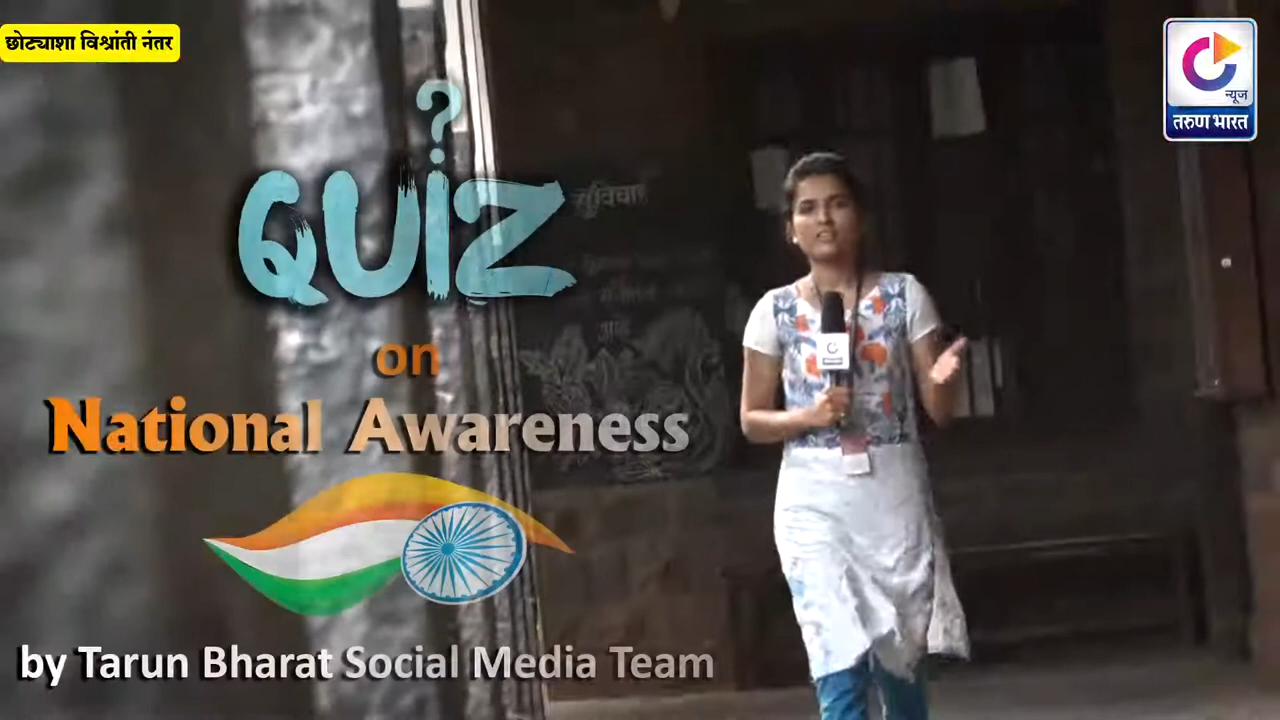 छोट्याशा विश्रांती नंतर
न्यूज
तरुण भारत
?
QUiZ
on
National Awareness
by Tarun Bharat Social Media Team
सुविचार